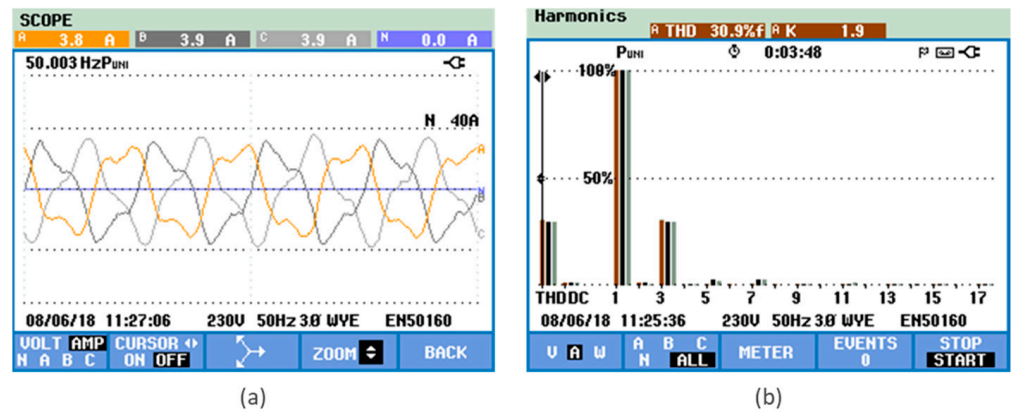 SCOPE
A 3.8 A B 3.9 A C 3.9 A N 0.0 A
50.003 HzPUNI
N 40A
A
N
B
C
08/06/18 11:27:06 230V 50Hz 3Ø WYE EN50160
VOLT AMP CURSOR ZOOM BACK
N A B C ON OFF
(a)
Harmonics
A THD 30.9%f A K 1.9
PUNI 0:03:48
100%
50%
THDDC 1 3 5 7 9 11 13 15 17
08/06/18 11:25:36 230V 50Hz 3Ø WYE EN50160
V A W A B C METER EVENTS STOP
N ALL 0 START
(b)